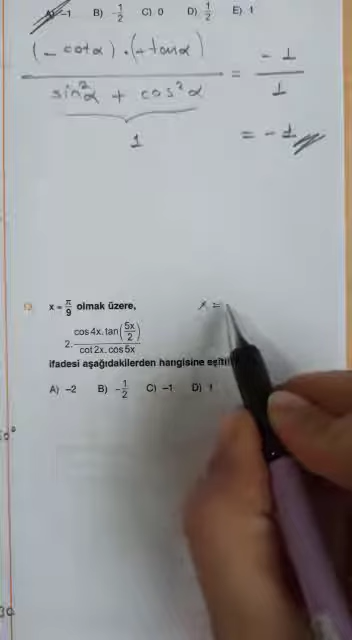 A) -1 B) -1/2 C) 0 D) 1/2 E) 1
(- cotα) . (- tanα) / sin²α + cos²α = -1 / 1
1
= -1
x = π/9 olmak üzere,
x =
2. cos4x.tan(5x/2) / cot2x.cos5x
ifadesi aşağıdakilerden hangisine eşitti
A) -2 B) -1/2 C) -1 D) 1